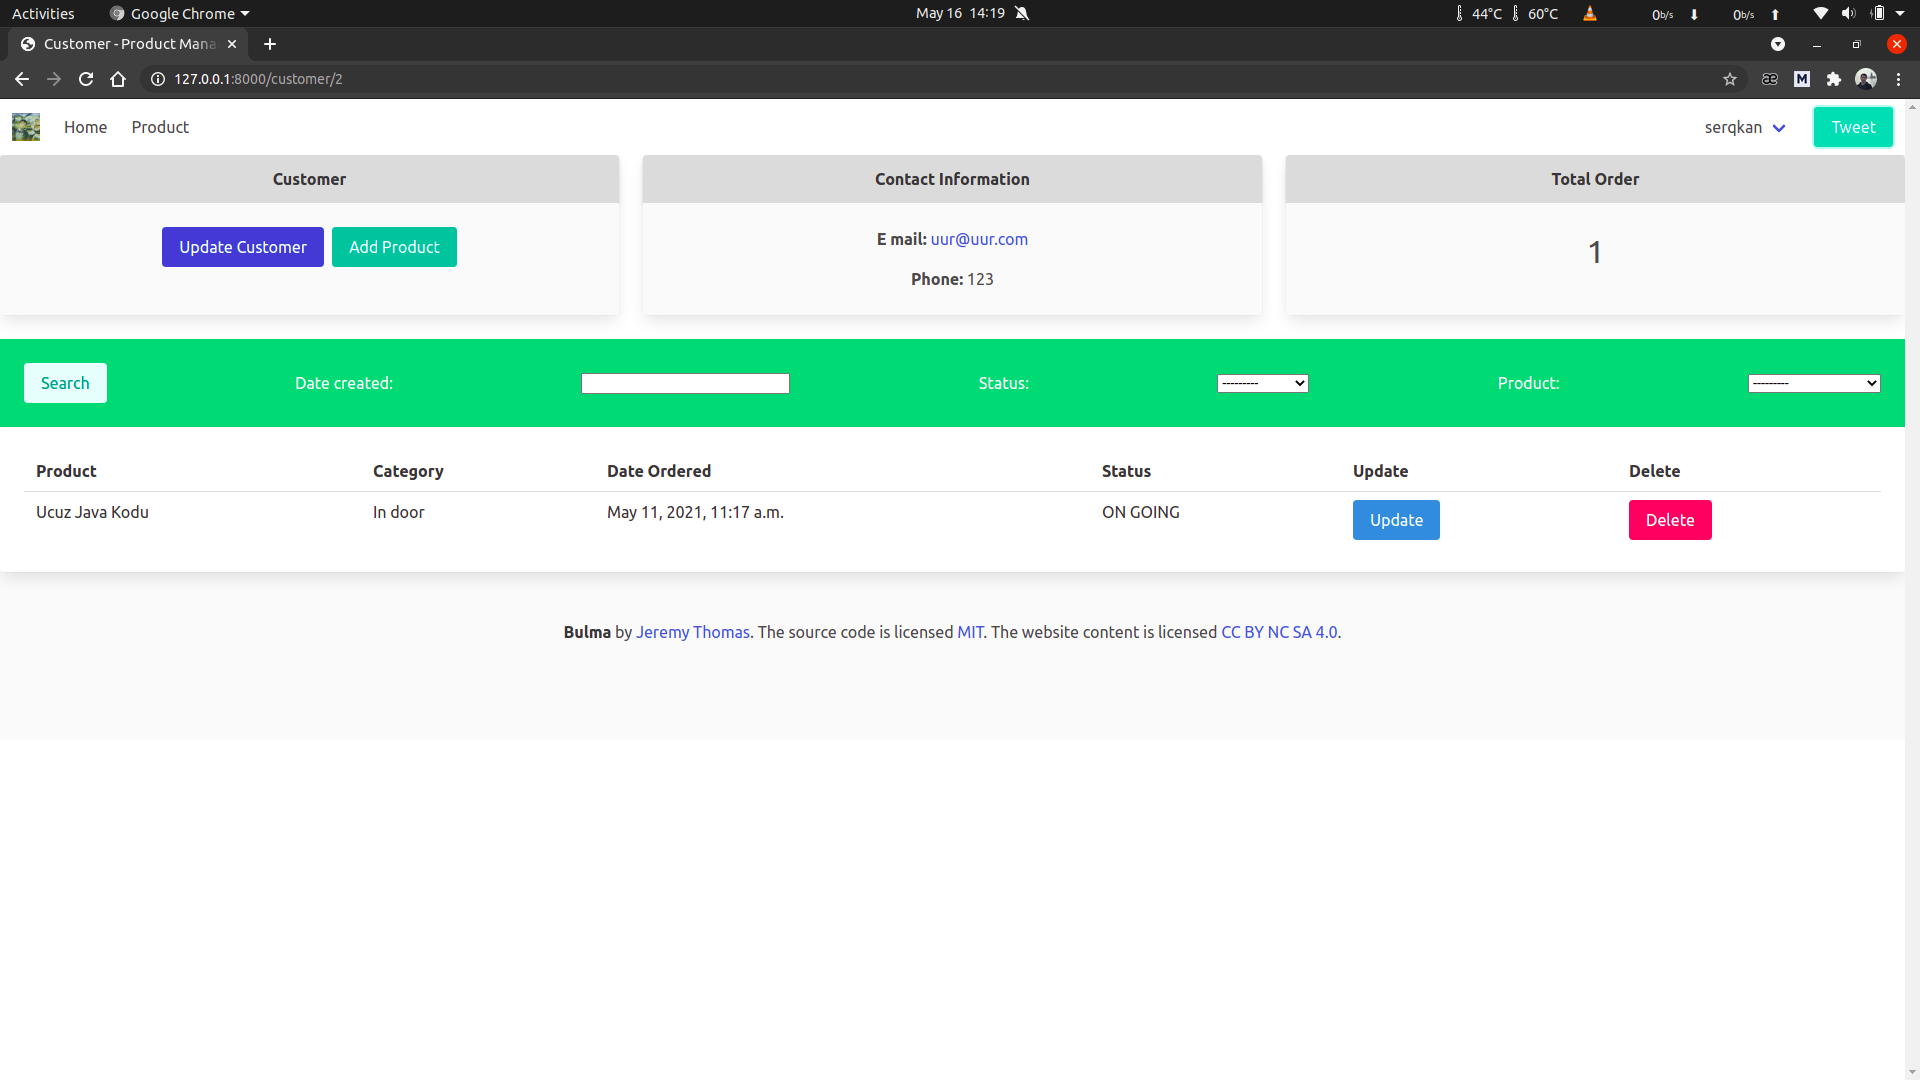 Activities Google Chrome May 16 14:19 44°C 60°C 0b/s 0b/s
Customer - Product Mana
127.0.0.1:8000/customer/2
Home Product serqkan Tweet
Customer Contact Information Total Order
Update Customer Add Product E mail: uur@uur.com 1
Phone: 123
Search Date created: Status: --------- Product: ---------
Product Category Date Ordered Status Update Delete
Ucuz Java Kodu In door May 11, 2021, 11:17 a.m. ON GOING Update Delete
Bulma by Jeremy Thomas. The source code is licensed MIT. The website content is licensed CC BY NC SA 4.0.